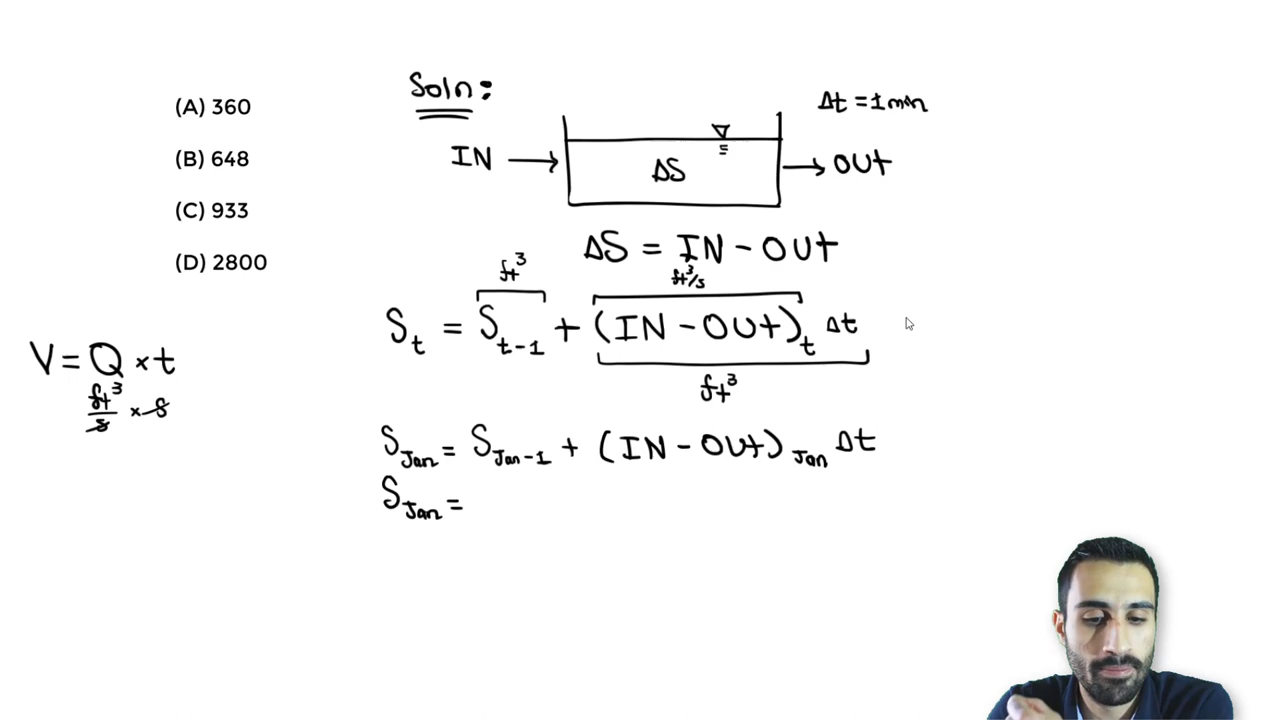 (A) 360
(B) 648
(C) 933
(D) 2800
Soln:
Δt = 1 min
IN → ΔS → OUt
ΔS = IN - OUt
ft³ ft³/s
S_t = S_t-1 + (IN - OUt)_t Δt
ft³
V = Q × t
ft³/s × s
S_Jan = S_Jan-1 + (IN - OUt)_Jan Δt
S_Jan =